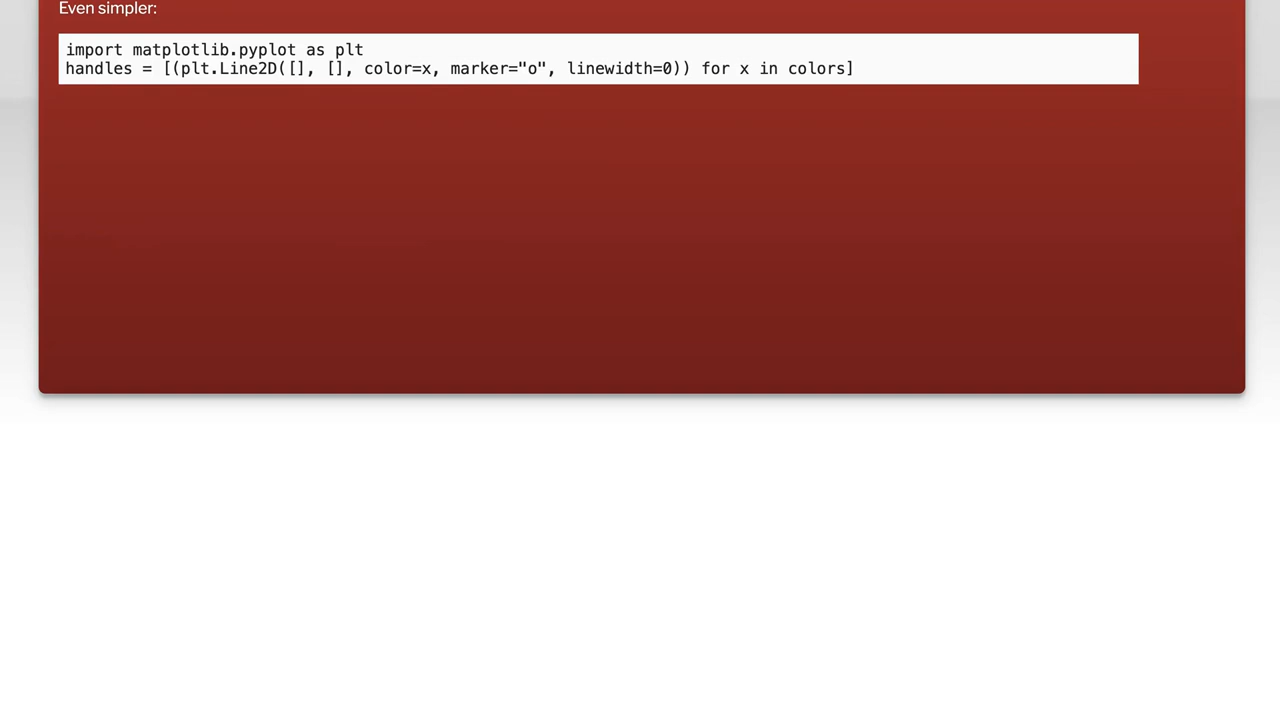 Even simpler:
import matplotlib.pyplot as plt
handles = [(plt.Line2D([], [], color=x, marker="o", linewidth=0)) for x in colors]